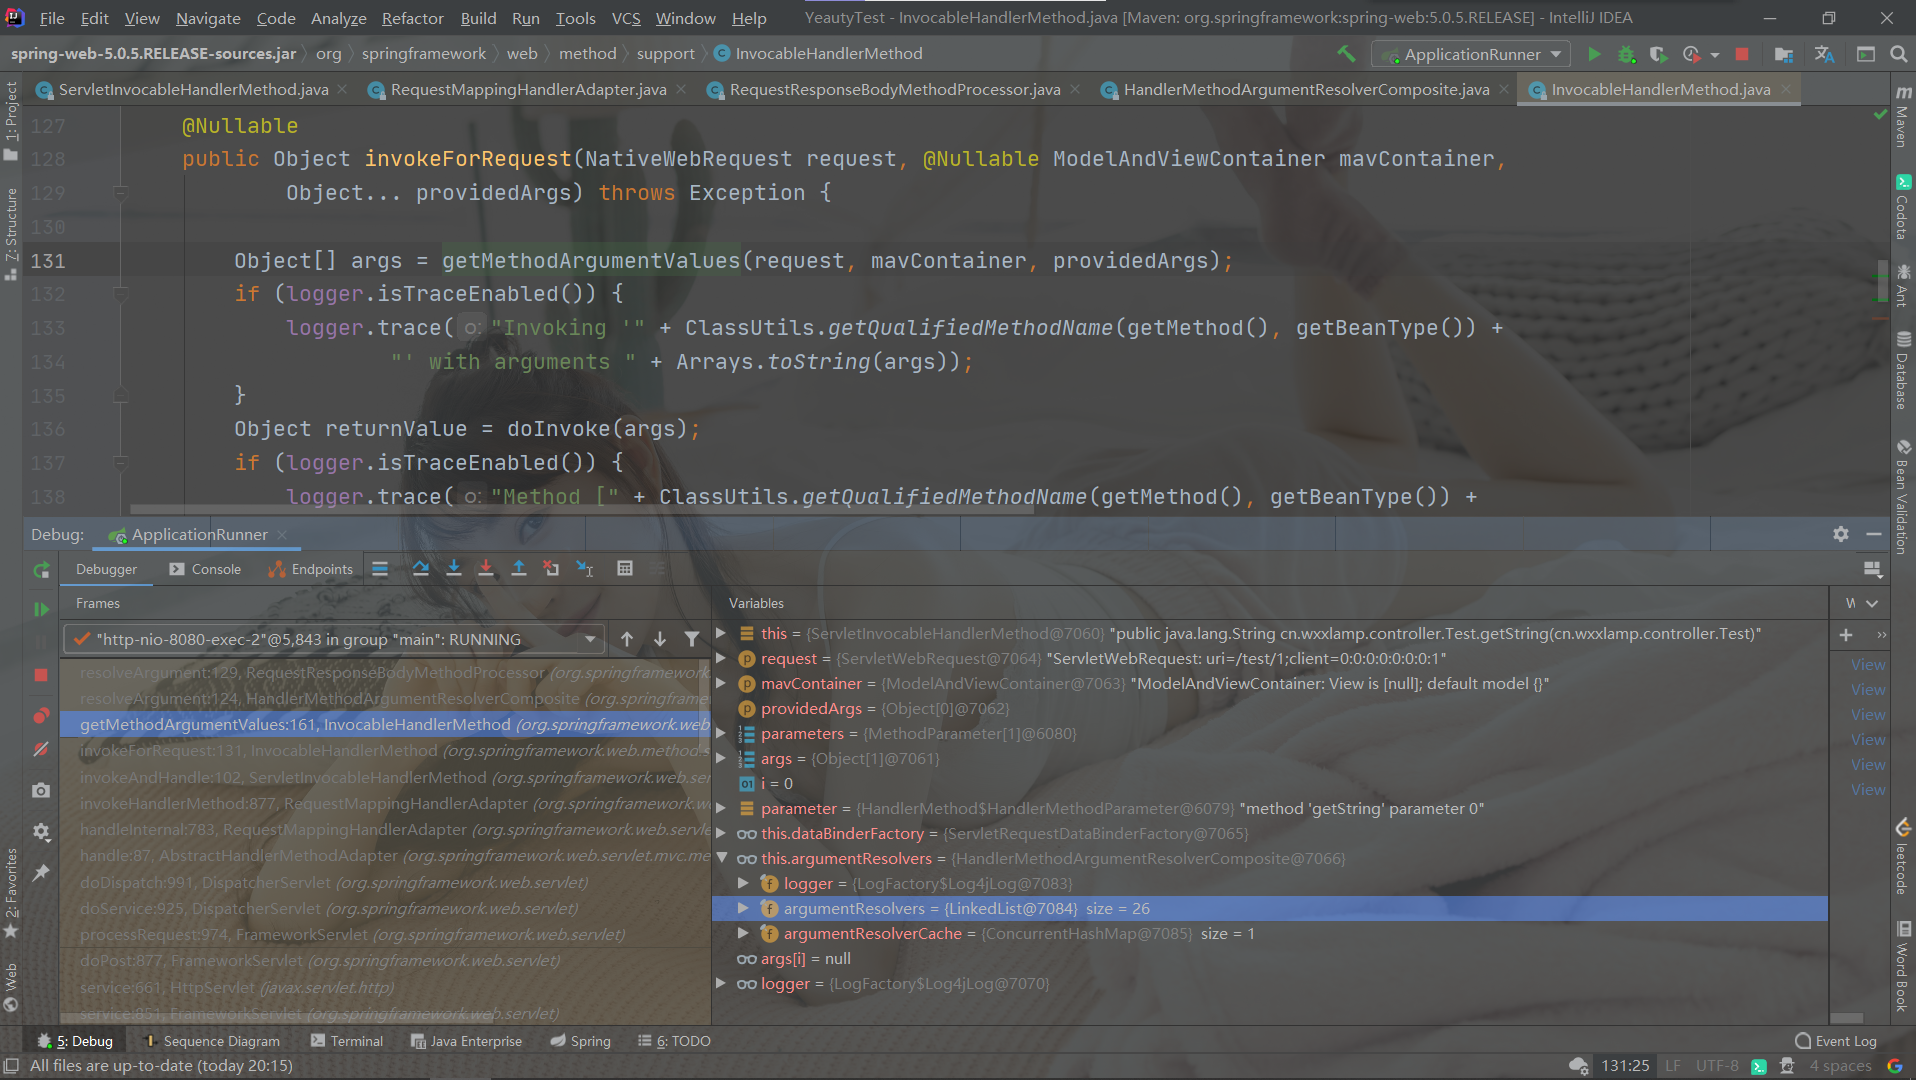 File Edit View Navigate Code Analyze Refactor Build Run Tools VCS Window Help YeautyTest - InvocableHandlerMethod.java [Maven: org.springframework:spring-web:5.0.5.RELEASE] - IntelliJ IDEA
spring-web-5.0.5.RELEASE-sources.jar org springframework web method support InvocableHandlerMethod ApplicationRunner
ServletInvocableHandlerMethod.java RequestMappingHandlerAdapter.java RequestResponseBodyMethodProcessor.java HandlerMethodArgumentResolverComposite.java InvocableHandlerMethod.java
127 @Nullable
128 public Object invokeForRequest(NativeWebRequest request, @Nullable ModelAndViewContainer mavContainer,
129 Object... providedArgs) throws Exception {
130
131 Object[] args = getMethodArgumentValues(request, mavContainer, providedArgs);
132 if (logger.isTraceEnabled()) {
133 logger.trace( o: "Invoking '" + ClassUtils.getQualifiedMethodName(getMethod(), getBeanType()) +
134 "' with arguments " + Arrays.toString(args));
135 }
136 Object returnValue = doInvoke(args);
137 if (logger.isTraceEnabled()) {
138 logger.trace( o: "Method [" + ClassUtils.getQualifiedMethodName(getMethod(), getBeanType()) +
Debug: ApplicationRunner
Debugger Console Endpoints
Frames
"http-nio-8080-exec-2"@5,843 in group "main": RUNNING
resolveArgument:129, RequestResponseBodyMethodProcessor (org.springframework
resolveArgument:124, HandlerMethodArgumentResolverComposite (org.springfram
getMethodArgumentValues:161, InvocableHandlerMethod (org.springframework.web
invokeForRequest:131, InvocableHandlerMethod (org.springframework.web.method.s
invokeAndHandle:102, ServletInvocableHandlerMethod (org.springframework.web.se
invokeHandlerMethod:877, RequestMappingHandlerAdapter (org.springframework.w
handleInternal:783, RequestMappingHandlerAdapter (org.springframework.web.servle
handle:87, AbstractHandlerMethodAdapter (org.springframework.web.servlet.mvc.me
doDispatch:991, DispatcherServlet (org.springframework.web.servlet)
doService:925, DispatcherServlet (org.springframework.web.servlet)
processRequest:974, FrameworkServlet (org.springframework.web.servlet)
doPost:877, FrameworkServlet (org.springframework.web.servlet)
service:661, HttpServlet (javax.servlet.http)
service:851, FrameworkServlet (org.springframework.web.servlet)
Variables
this = {ServletInvocableHandlerMethod@7060} "public java.lang.String cn.wxxlamp.controller.Test.getString(cn.wxxlamp.controller.Test)"
request = {ServletWebRequest@7064} "ServletWebRequest: uri=/test/1;client=0:0:0:0:0:0:0:1"
mavContainer = {ModelAndViewContainer@7063} "ModelAndViewContainer: View is [null]; default model {}"
providedArgs = {Object[0]@7062}
parameters = {MethodParameter[1]@6080}
args = {Object[1]@7061}
i = 0
parameter = {HandlerMethod$HandlerMethodParameter@6079} "method 'getString' parameter 0"
this.dataBinderFactory = {ServletRequestDataBinderFactory@7065}
this.argumentResolvers = {HandlerMethodArgumentResolverComposite@7066}
logger = {LogFactory$Log4jLog@7083}
argumentResolvers = {LinkedList@7084} size = 26
argumentResolverCache = {ConcurrentHashMap@7085} size = 1
args[i] = null
logger = {LogFactory$Log4jLog@7070}
W
View
View
View
View
View
View
1: Project
7: Structure
2: Favorites
Web
Maven
Codota
Ant
Database
Bean Validation
leetcode
Word Book
5: Debug Sequence Diagram Terminal Java Enterprise Spring 6: TODO Event Log
All files are up-to-date (today 20:15) 131:25 LF UTF-8 4 spaces